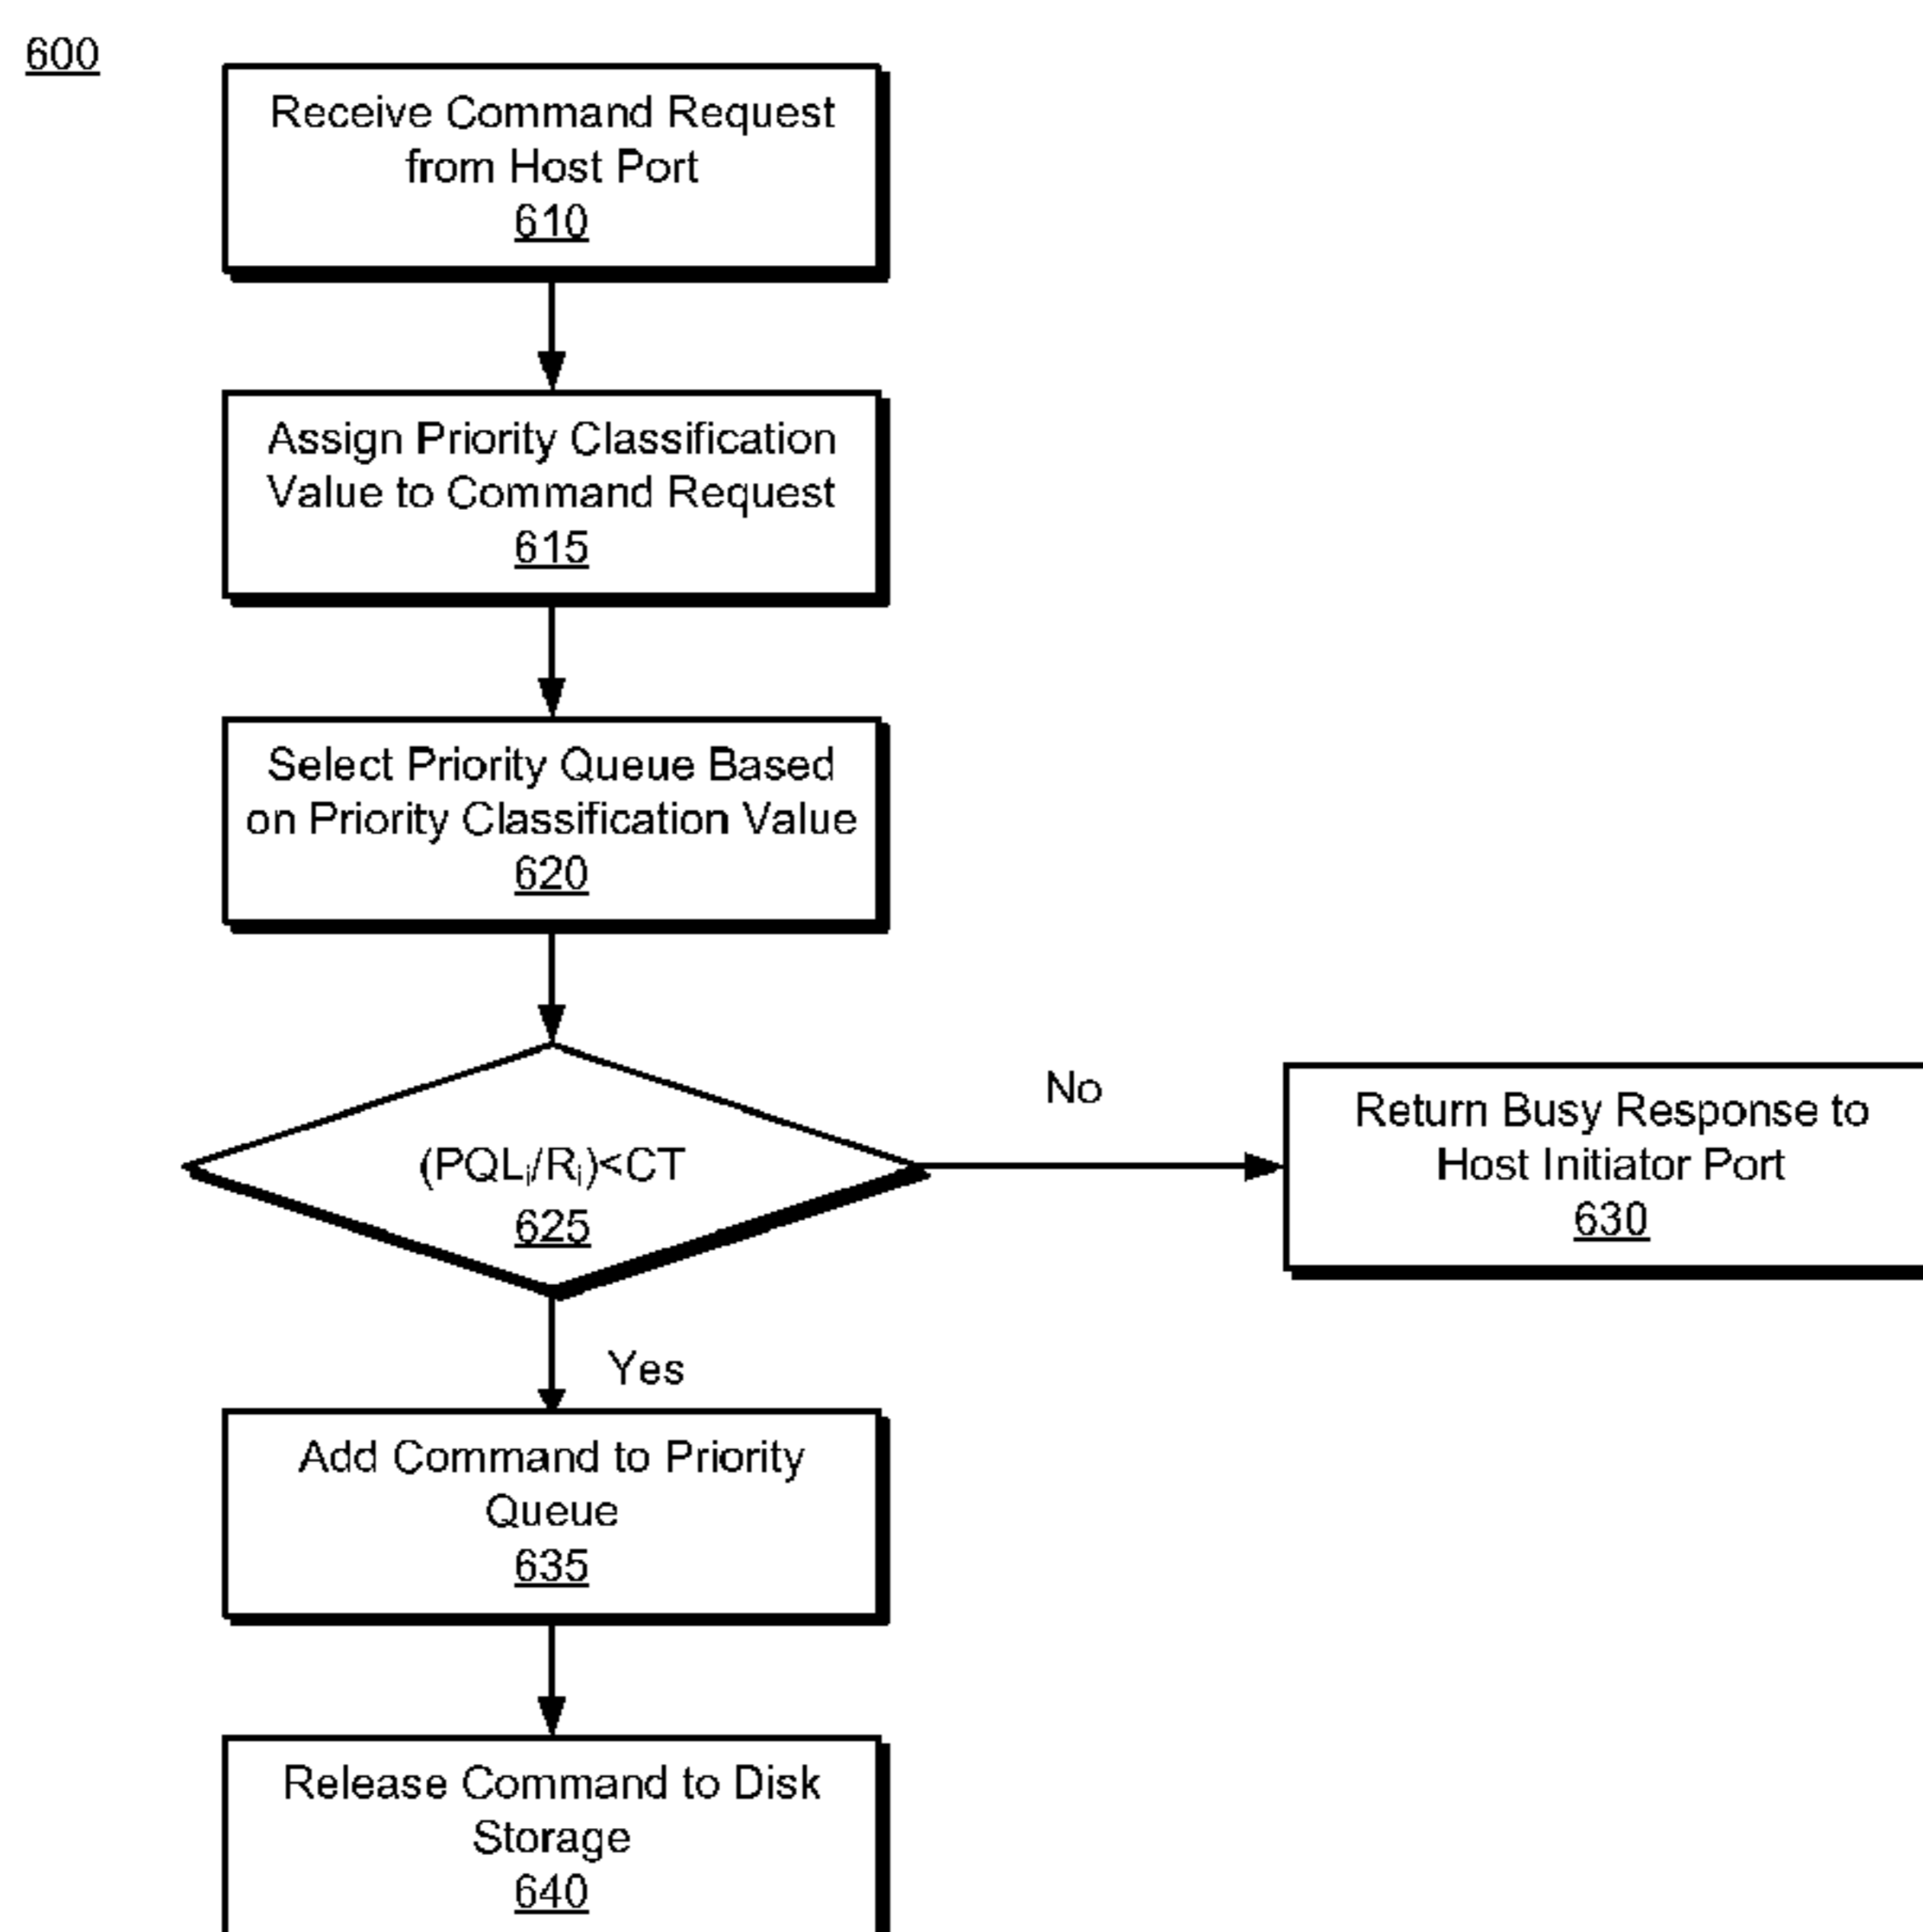 600
Receive Command Request
from Host Port
610
Assign Priority Classification
Value to Command Request
615
Select Priority Queue Based
on Priority Classification Value
620
(PQLᵢ/Rᵢ)<CT
625
No
Return Busy Response to
Host Initiator Port
630
Yes
Add Command to Priority
Queue
635
Release Command to Disk
Storage
640